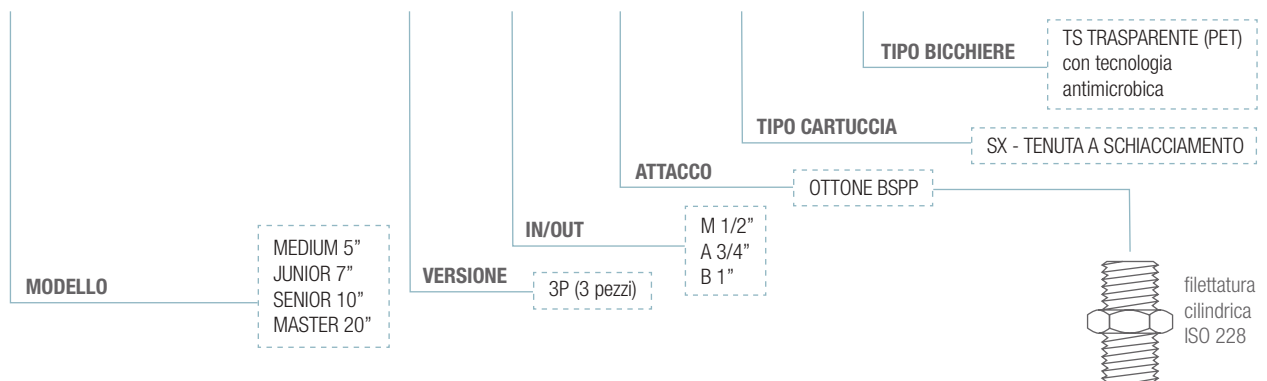 TIPO BICCHIERE
TS TRASPARENTE (PET)
con tecnologia
antimicrobica
TIPO CARTUCCIA
SX - TENUTA A SCHIACCIAMENTO
ATTACCO
OTTONE BSPP
IN/OUT
M 1/2”
A 3/4”
B 1”
VERSIONE
3P (3 pezzi)
MODELLO
MEDIUM 5”
JUNIOR 7”
SENIOR 10”
MASTER 20”
filettatura
cilindrica
ISO 228